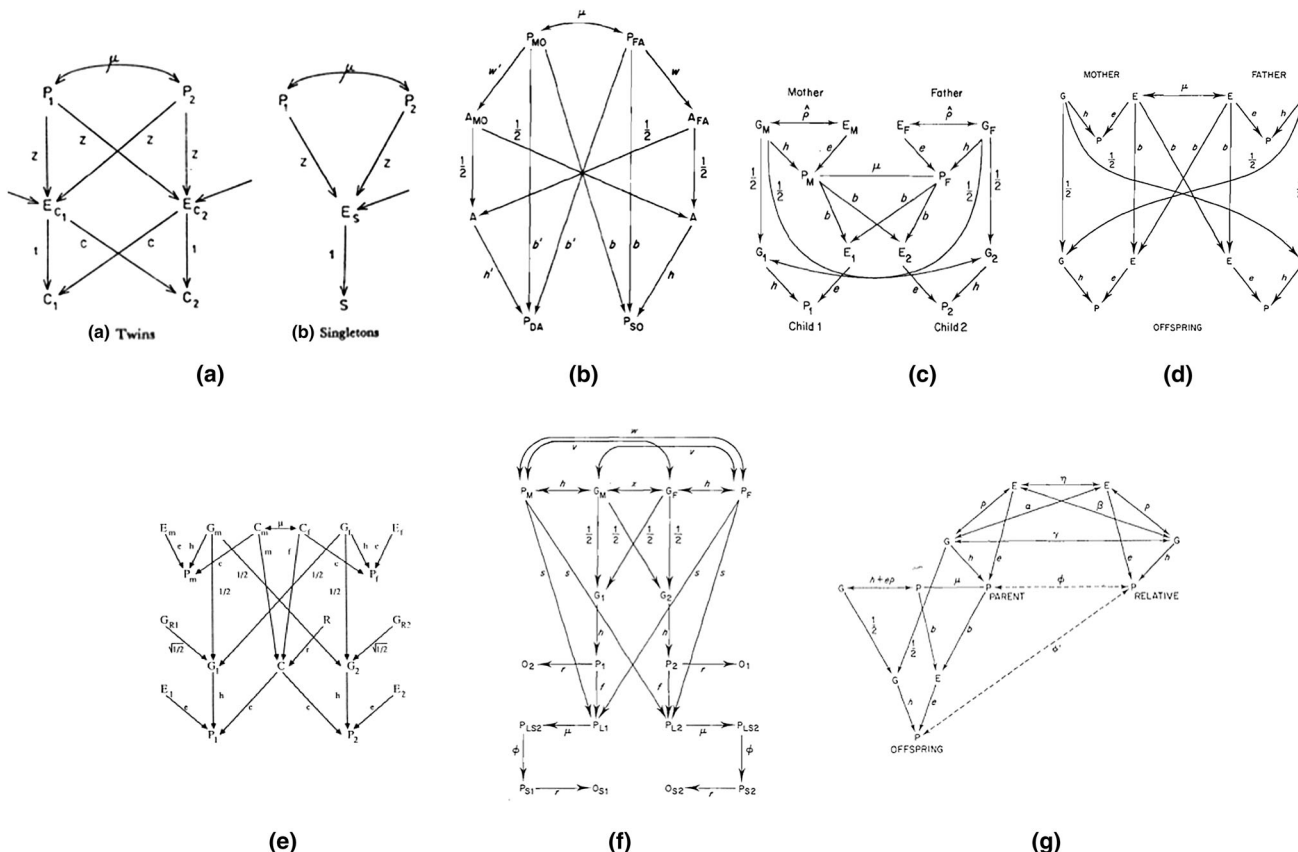 μ
P1 P2
Z Z Z Z
EC1 EC2
1 C C 1
C1 C2
(a) Twins
μ
P1 P2
Z Z
ES
1
S
(b) Singletons
(a)
μ
PMO PFA
w' w
AMO 1/2 1/2 AFA
1/2 1/2
A A
h' b' b' b b h
PDA PSO
(b)
Mother Father
GM ρ̂ EM EF ρ̂ GF
h e e h
PM μ PF
1/2 1/2 1/2 1/2
b b b b
G1 E1 E2 G2
h e e h
P1 P2
Child 1 Child 2
(c)
MOTHER FATHER
G E μ E
h e e h
P P
1/2 b b b b 1/2
1/2
G E E
h e e h
P P
OFFSPRING
(d)
Em Gm Cm μ Cf Gf Ef
e h m f h
Pm c c Pf
1/2 1/2 1/2 1/2
GR1 R GR2
√1/2 r √1/2
G1 C G2
E1 h h E2
e c c e
P1 P2
(e)
w
v v
PM h GM x GF h PF
1/2 1/2 1/2 1/2
s s s s
G1 G2
h h
O2 r P1 P2 r O1
f f
PLS2 μ PL1 PL2 μ PLS2
φ φ
PS1 r OS1 OS2 r PS2
(f)
E η E
ρ α β ρ
G γ G
h e e h
G h+eρ P μ P φ P
PARENT RELATIVE
1/2 1/2 b b
α
G E
h e
P
OFFSPRING
(g)